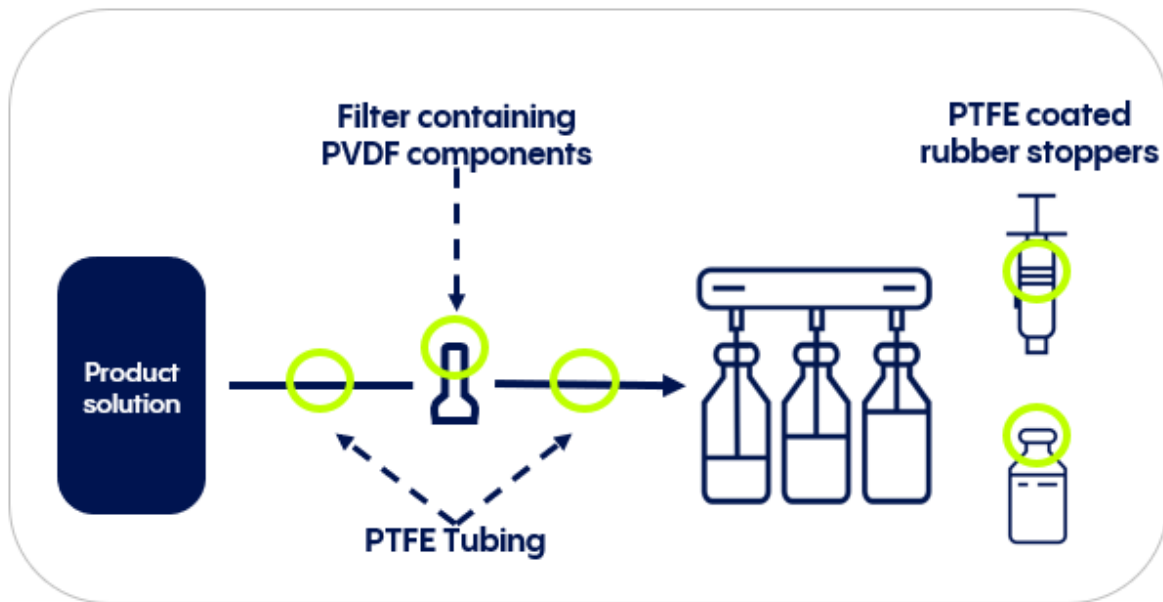 Filter containing
PVDF components
PTFE coated
rubber stoppers
Product
solution
PTFE Tubing